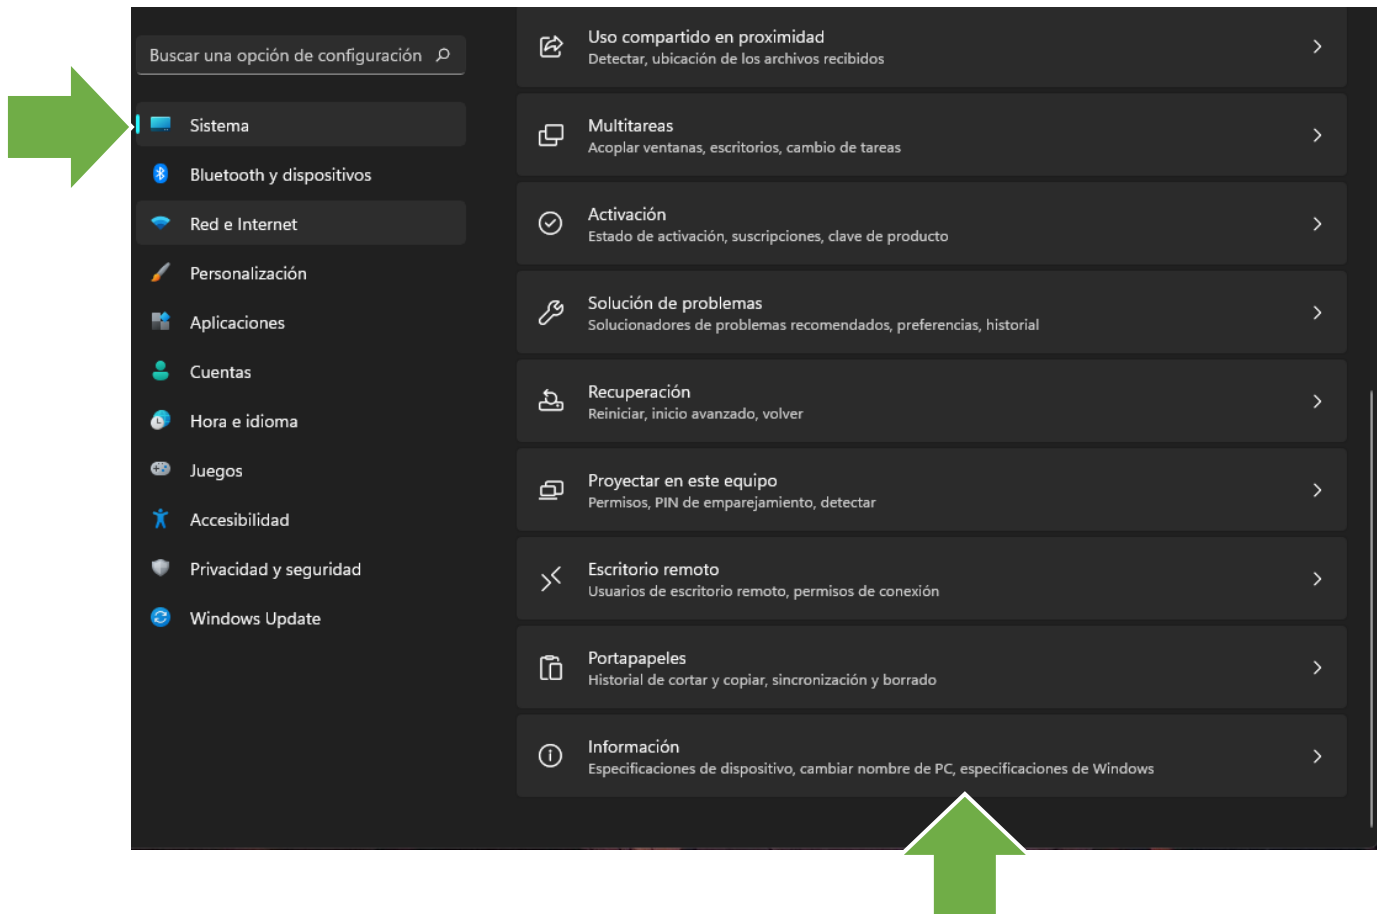 Buscar una opción de configuración
Sistema
Bluetooth y dispositivos
Red e Internet
Personalización
Aplicaciones
Cuentas
Hora e idioma
Juegos
Accesibilidad
Privacidad y seguridad
Windows Update
Uso compartido en proximidad
Detectar, ubicación de los archivos recibidos
Multitareas
Acoplar ventanas, escritorios, cambio de tareas
Activación
Estado de activación, suscripciones, clave de producto
Solución de problemas
Solucionadores de problemas recomendados, preferencias, historial
Recuperación
Reiniciar, inicio avanzado, volver
Proyectar en este equipo
Permisos, PIN de emparejamiento, detectar
Escritorio remoto
Usuarios de escritorio remoto, permisos de conexión
Portapapeles
Historial de cortar y copiar, sincronización y borrado
Información
Especificaciones de dispositivo, cambiar nombre de PC, especificaciones de Windows